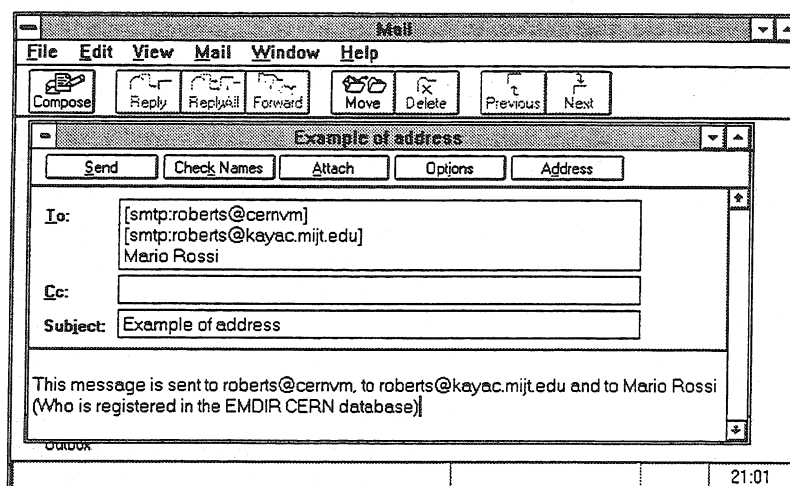 Mail
File Edit View Mail Window Help
Compose Reply ReplyAll Forward Move Delete Previous Next
Example of address
Send Check Names Attach Options Address
To: [smtp:roberts@cernvm]
[smtp:roberts@kayac.mijt.edu]
Mario Rossi
Cc:
Subject: Example of address
This message is sent to roberts@cernvm, to roberts@kayac.mijt.edu and to Mario Rossi
(Who is registered in the EMDIR CERN database)
Outbox
21:01